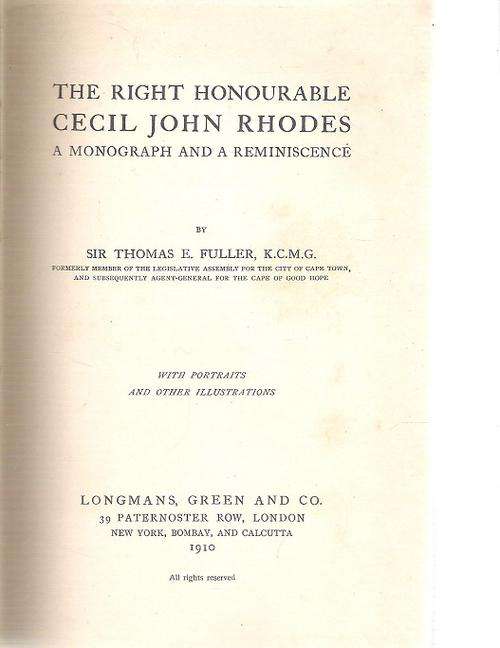 THE RIGHT HONOURABLE
CECIL JOHN RHODES
A MONOGRAPH AND A REMINISCENCE
BY
SIR THOMAS E. FULLER, K.C.M.G.
FORMERLY MEMBER OF THE LEGISLATIVE ASSEMBLY FOR THE CITY OF CAPE TOWN,
AND SUBSEQUENTLY AGENT-GENERAL FOR THE CAPE OF GOOD HOPE
WITH PORTRAITS
AND OTHER ILLUSTRATIONS
LONGMANS, GREEN AND CO.
39 PATERNOSTER ROW, LONDON
NEW YORK, BOMBAY, AND CALCUTTA
1910
All rights reserved